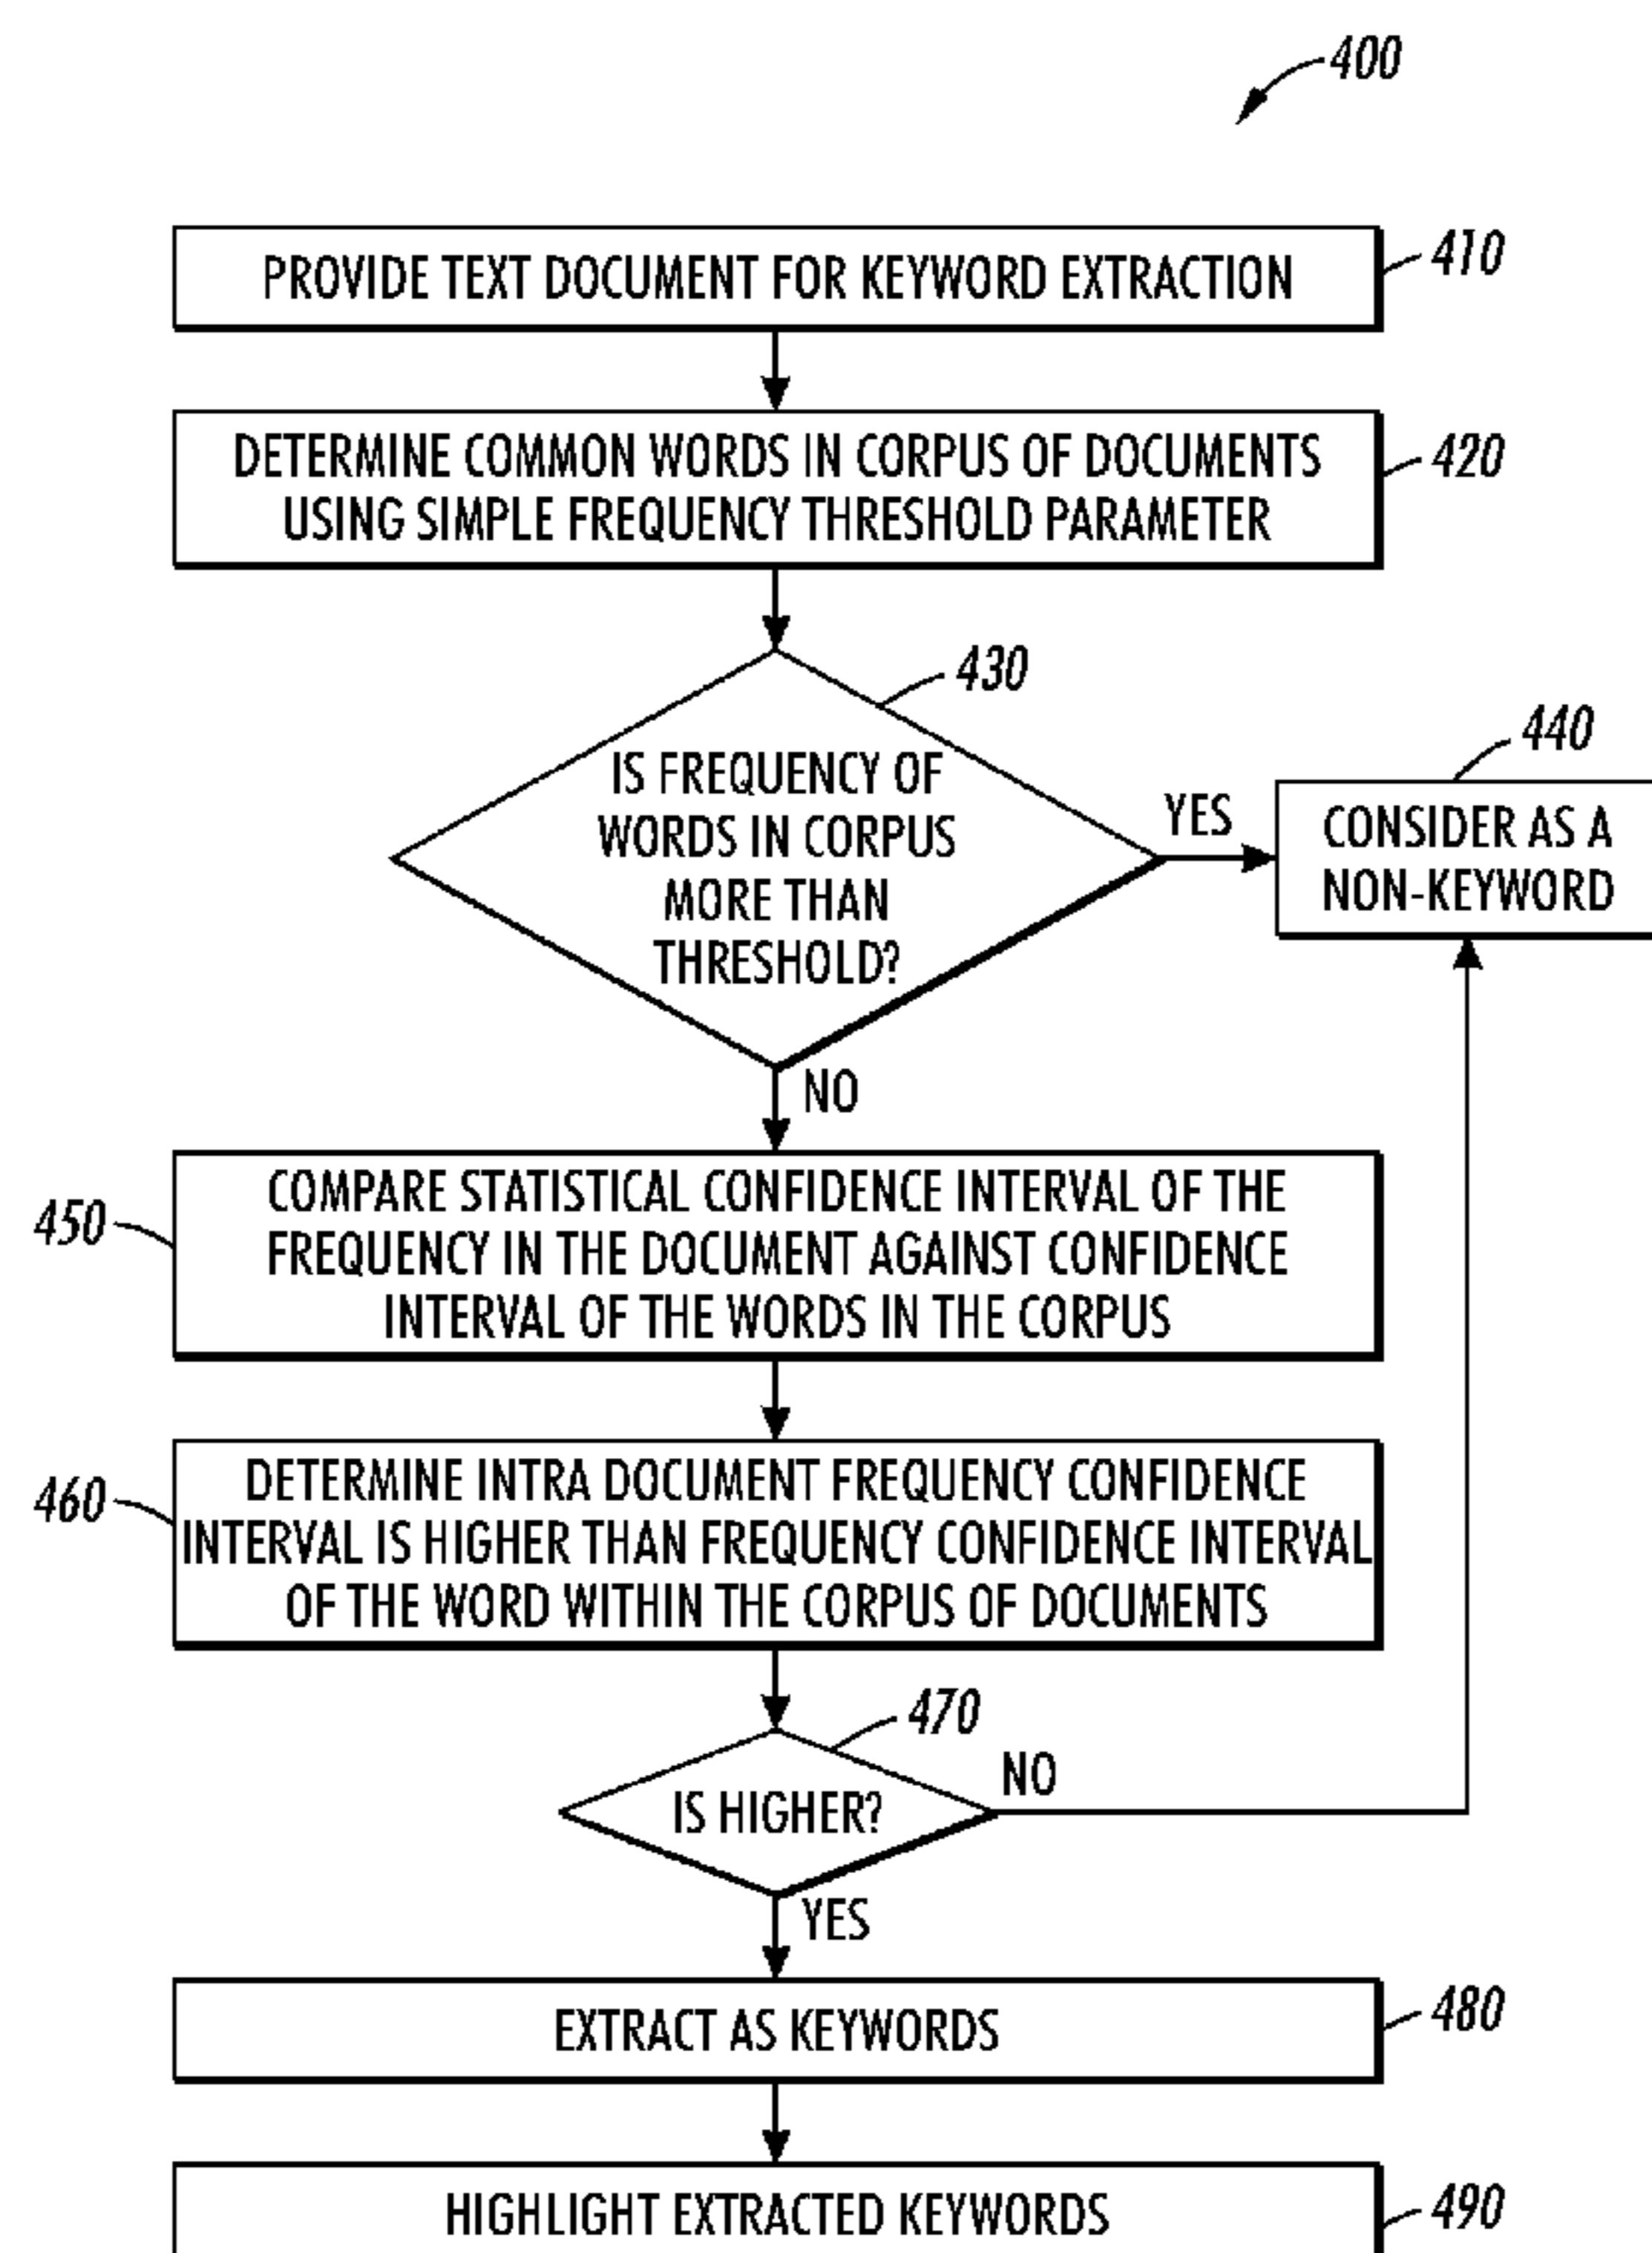 400
PROVIDE TEXT DOCUMENT FOR KEYWORD EXTRACTION
410
DETERMINE COMMON WORDS IN CORPUS OF DOCUMENTS
USING SIMPLE FREQUENCY THRESHOLD PARAMETER
420
430
IS FREQUENCY OF
WORDS IN CORPUS
MORE THAN
THRESHOLD?
YES
440
CONSIDER AS A
NON-KEYWORD
NO
450
COMPARE STATISTICAL CONFIDENCE INTERVAL OF THE
FREQUENCY IN THE DOCUMENT AGAINST CONFIDENCE
INTERVAL OF THE WORDS IN THE CORPUS
460
DETERMINE INTRA DOCUMENT FREQUENCY CONFIDENCE
INTERVAL IS HIGHER THAN FREQUENCY CONFIDENCE INTERVAL
OF THE WORD WITHIN THE CORPUS OF DOCUMENTS
470
IS HIGHER?
NO
YES
EXTRACT AS KEYWORDS
480
HIGHLIGHT EXTRACTED KEYWORDS
490